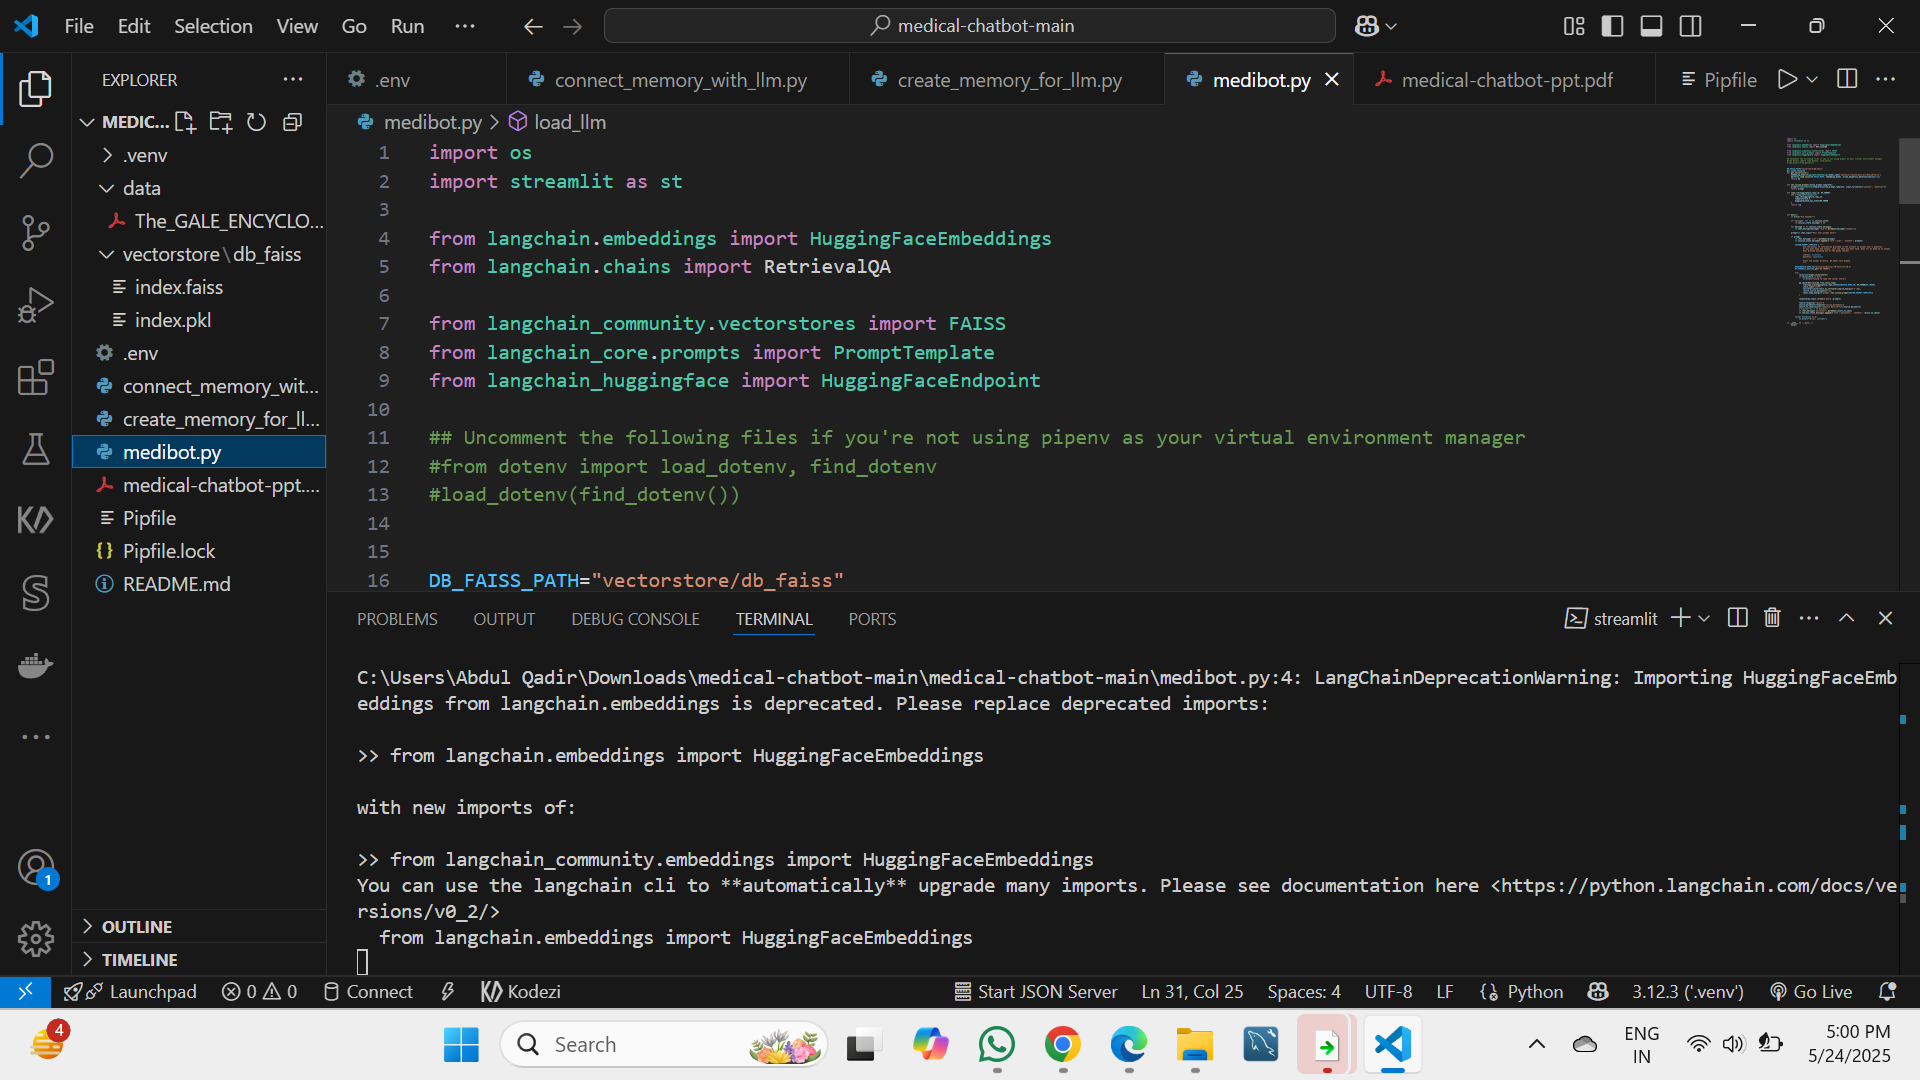 File Edit Selection View Go Run ... medical-chatbot-main
EXPLORER
MEDIC...
.venv
data
The_GALE_ENCYCLO...
vectorstore\db_faiss
index.faiss
index.pkl
.env
connect_memory_wit...
create_memory_for_ll...
medibot.py
medical-chatbot-ppt....
Pipfile
Pipfile.lock
README.md
OUTLINE
TIMELINE
.env connect_memory_with_llm.py create_memory_for_llm.py medibot.py medical-chatbot-ppt.pdf Pipfile
medibot.py > load_llm
1 import os
2 import streamlit as st
3
4 from langchain.embeddings import HuggingFaceEmbeddings
5 from langchain.chains import RetrievalQA
6
7 from langchain_community.vectorstores import FAISS
8 from langchain_core.prompts import PromptTemplate
9 from langchain_huggingface import HuggingFaceEndpoint
10
11 ## Uncomment the following files if you're not using pipenv as your virtual environment manager
12 #from dotenv import load_dotenv, find_dotenv
13 #load_dotenv(find_dotenv())
14
15
16 DB_FAISS_PATH="vectorstore/db_faiss"
PROBLEMS OUTPUT DEBUG CONSOLE TERMINAL PORTS streamlit
C:\Users\Abdul Qadir\Downloads\medical-chatbot-main\medical-chatbot-main\medibot.py:4: LangChainDeprecationWarning: Importing HuggingFaceEmb
eddings from langchain.embeddings is deprecated. Please replace deprecated imports:
>> from langchain.embeddings import HuggingFaceEmbeddings
with new imports of:
>> from langchain_community.embeddings import HuggingFaceEmbeddings
You can use the langchain cli to **automatically** upgrade many imports. Please see documentation here <https://python.langchain.com/docs/ve
rsions/v0_2/>
from langchain.embeddings import HuggingFaceEmbeddings
1
Launchpad 0 0 Connect Kodezi Start JSON Server Ln 31, Col 25 Spaces: 4 UTF-8 LF Python 3.12.3 ('.venv') Go Live
4
Search
ENG
IN
5:00 PM
5/24/2025